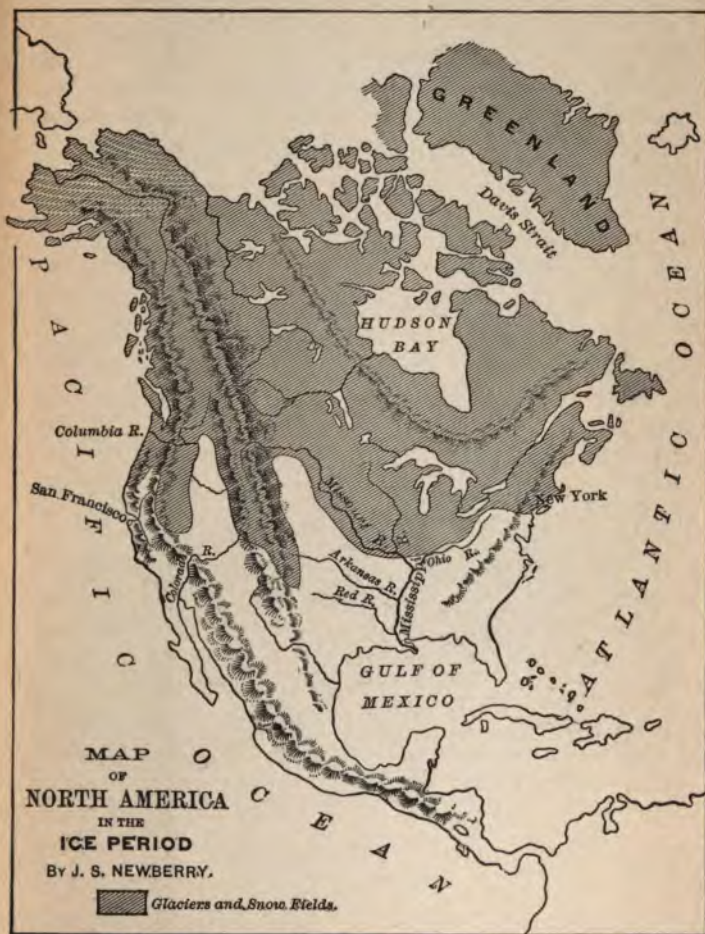 GREENLAND
Davis Strait
HUDSON
BAY
PACIFIC
OCEAN
ATLANTIC OCEAN
Columbia R.
San Francisco
Missouri R.
New York
Colorado
R.
Arkansas R.
Ohio R.
Red R.
Mississippi
R.
GULF OF
MEXICO
MAP
OF
NORTH AMERICA
IN THE
ICE PERIOD
BY J. S. NEWBERRY.
Glaciers and Snow Fields.